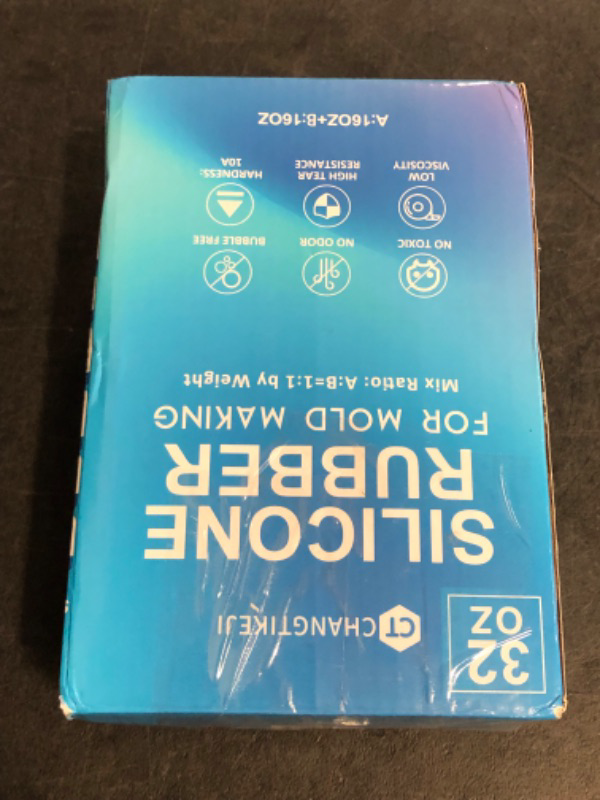 32
OZ
CT CHANGTIKEJI
SILICONE
RUBBER
FOR MOLD MAKING
Mix Ratio: A:B=1:1 by Weight
NO TOXIC
NO ODOR
BUBBLE FREE
LOW
VISCOSITY
HIGH TEAR
RESISTANCE
HARDNESS:
10A
A:16OZ+B:16OZ